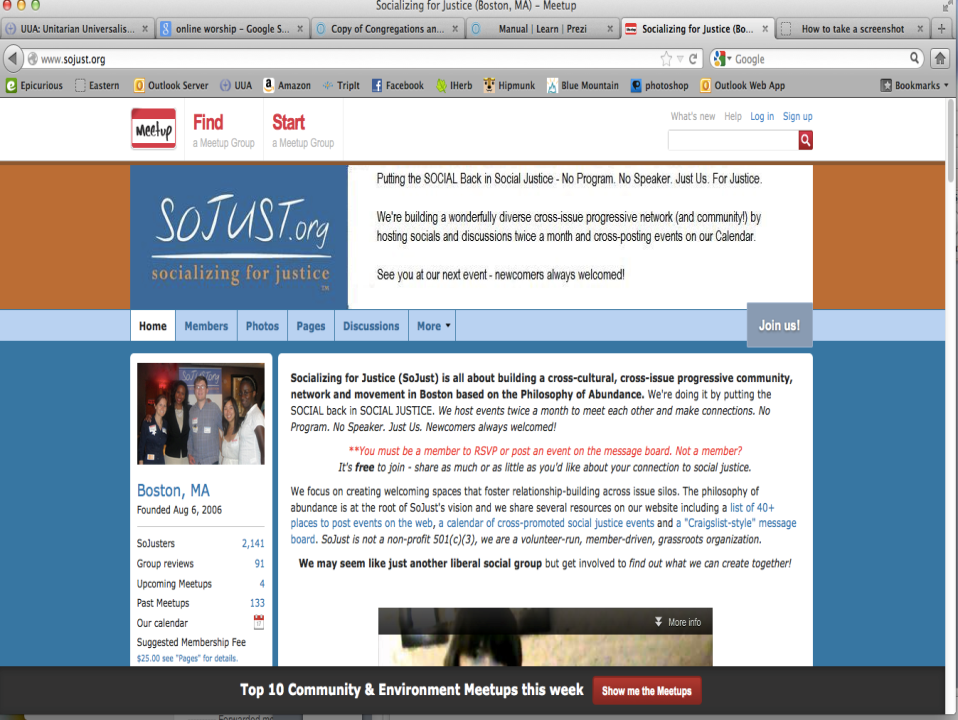 Socializing for Justice (Boston, MA) – Meetup
UUA: Unitarian Universalis... × online worship – Google S... × Copy of Congregations an... × Manual | Learn | Prezi × Socializing for Justice (Bo... × How to take a screenshot × +
www.sojust.org Google
Epicurious Eastern Outlook Server UUA Amazon TripIt Facebook IHerb Hipmunk Blue Mountain photoshop Outlook Web App Bookmarks
Meetup
Find
a Meetup Group
Start
a Meetup Group
What's new Help Log in Sign up
SOJUST.org
socializing for justice
TM
Putting the SOCIAL Back in Social Justice - No Program. No Speaker. Just Us. For Justice.
We're building a wonderfully diverse cross-issue progressive network (and community!) by
hosting socials and discussions twice a month and cross-posting events on our Calendar.
See you at our next event - newcomers always welcomed!
Home Members Photos Pages Discussions More Join us!
SOJUST.org
Boston, MA
Founded Aug 6, 2006
SoJusters 2,141
Group reviews 91
Upcoming Meetups 4
Past Meetups 133
Our calendar
Suggested Membership Fee
$25.00 see "Pages" for details.
Socializing for Justice (SoJust) is all about building a cross-cultural, cross-issue progressive community,
network and movement in Boston based on the Philosophy of Abundance. We're doing it by putting the
SOCIAL back in SOCIAL JUSTICE. We host events twice a month to meet each other and make connections. No
Program. No Speaker. Just Us. Newcomers always welcomed!
**You must be a member to RSVP or post an event on the message board. Not a member?
It's free to join - share as much or as little as you'd like about your connection to social justice.
We focus on creating welcoming spaces that foster relationship-building across issue silos. The philosophy of
abundance is at the root of SoJust's vision and we share several resources on our website including a list of 40+
places to post events on the web, a calendar of cross-promoted social justice events and a "Craigslist-style" message
board. SoJust is not a non-profit 501(c)(3), we are a volunteer-run, member-driven, grassroots organization.
We may seem like just another liberal social group but get involved to find out what we can create together!
More info
Top 10 Community & Environment Meetups this week Show me the Meetups